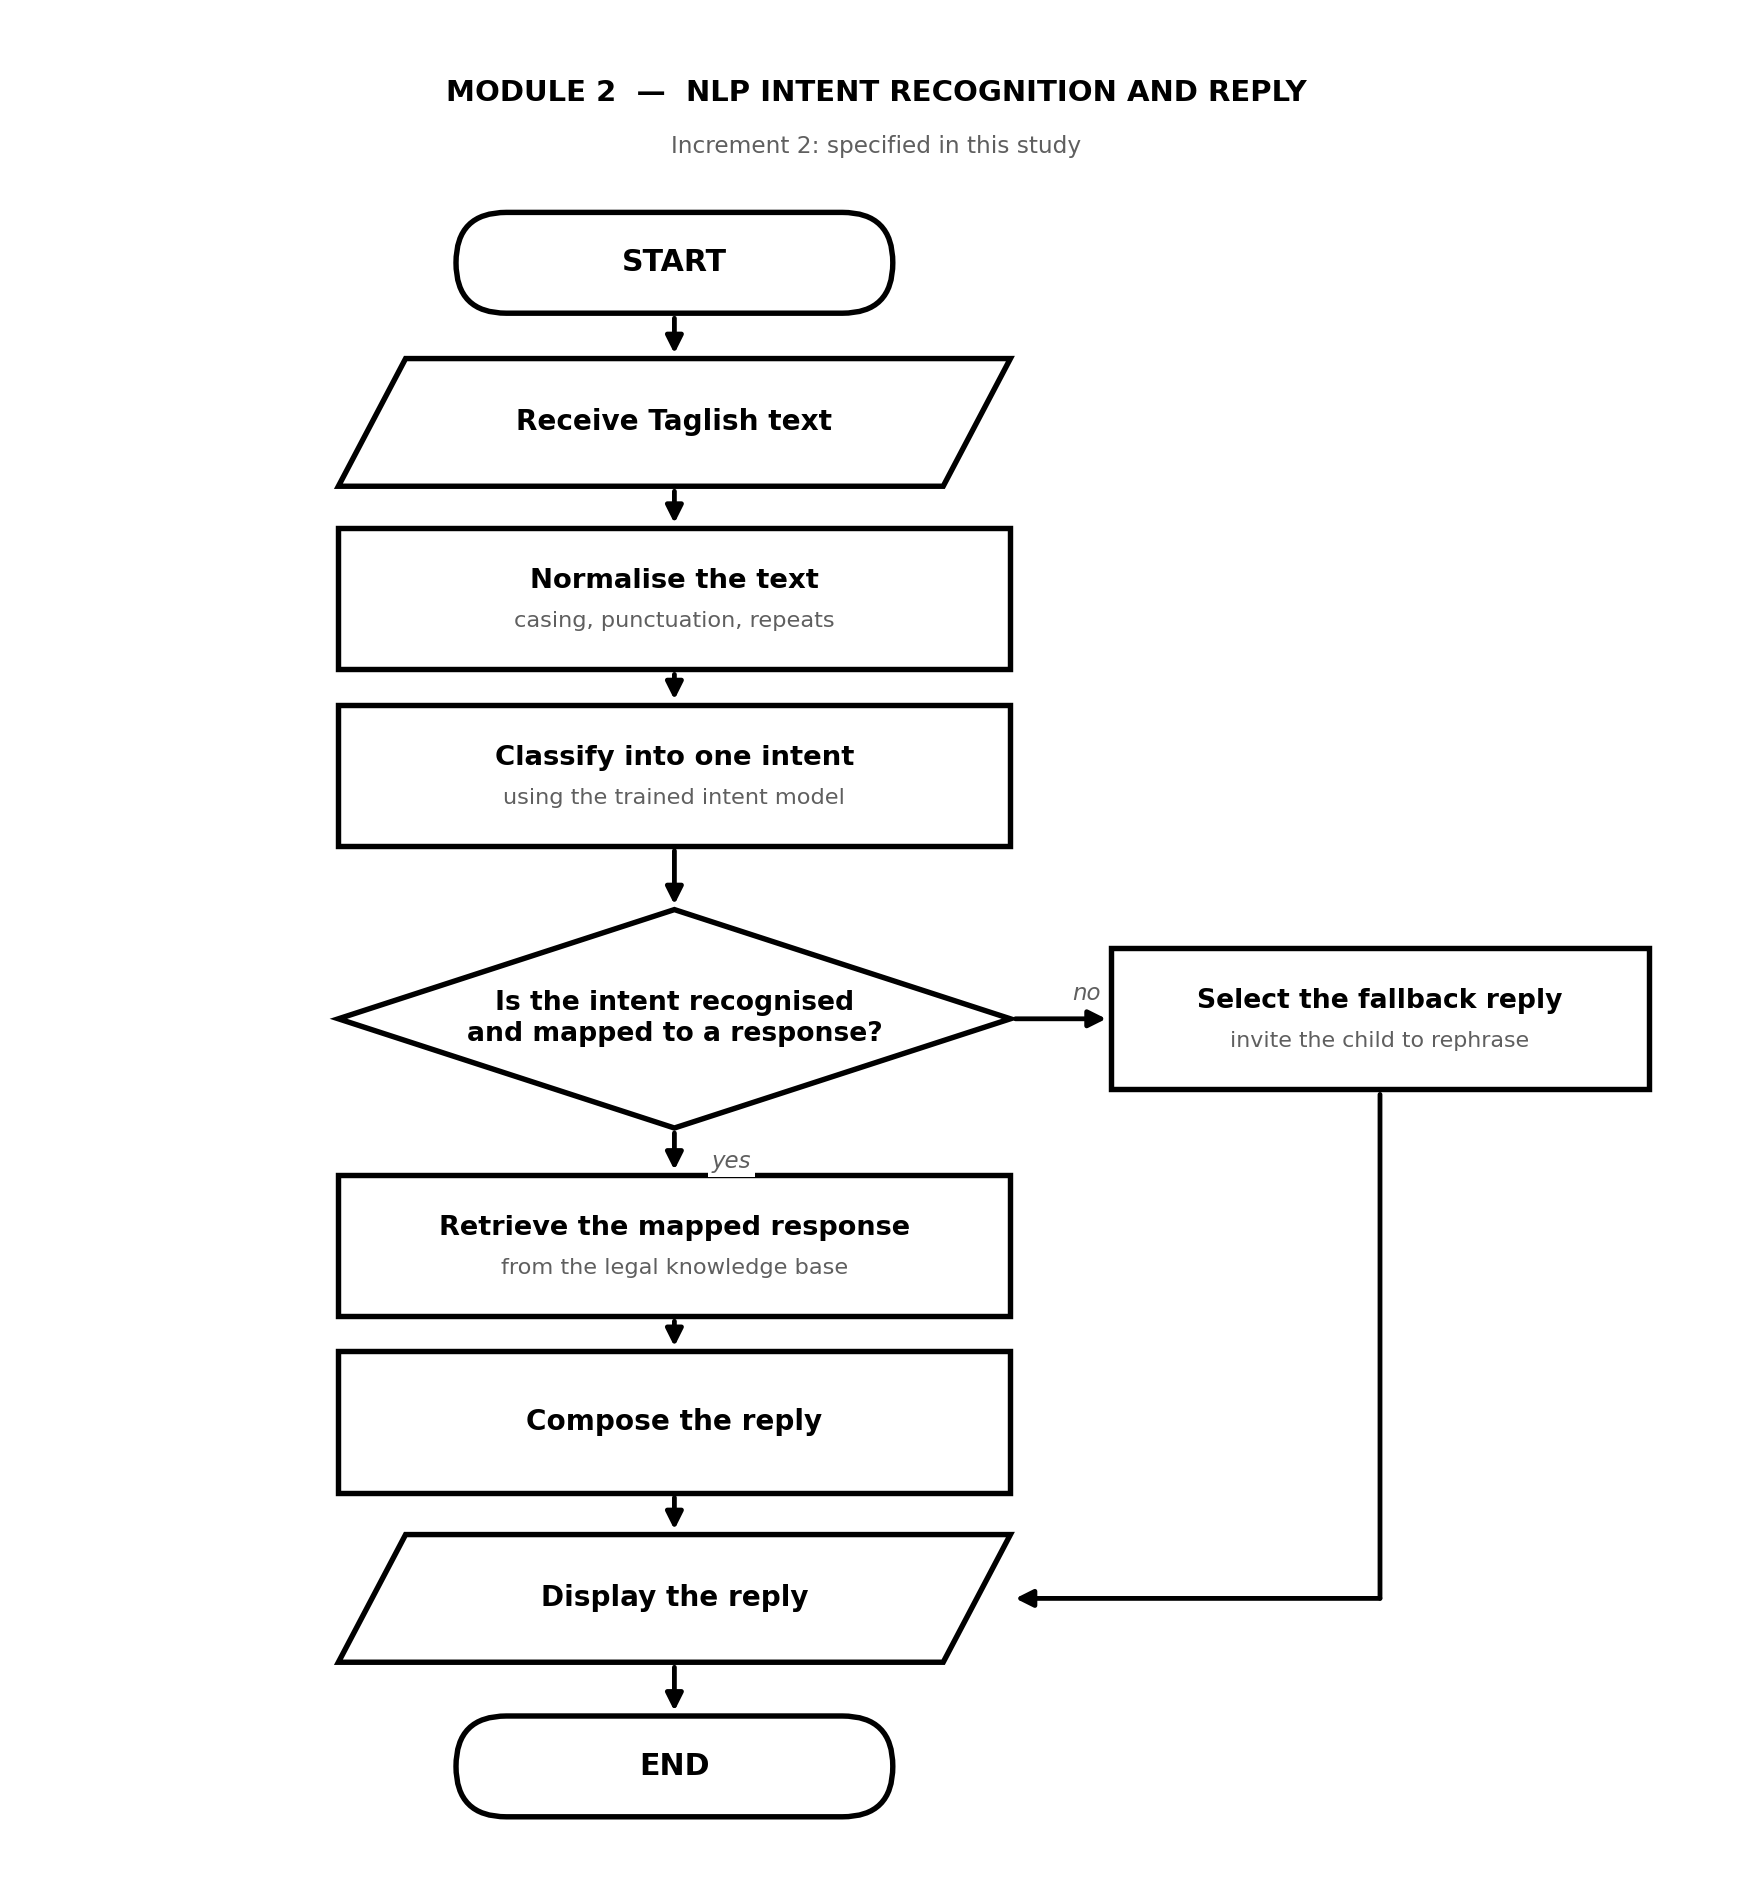 MODULE 2 — NLP INTENT RECOGNITION AND REPLY
Increment 2: specified in this study
START
Receive Taglish text
Normalise the text
casing, punctuation, repeats
Classify into one intent
using the trained intent model
Is the intent recognised
and mapped to a response?
no
Select the fallback reply
invite the child to rephrase
yes
Retrieve the mapped response
from the legal knowledge base
Compose the reply
Display the reply
END